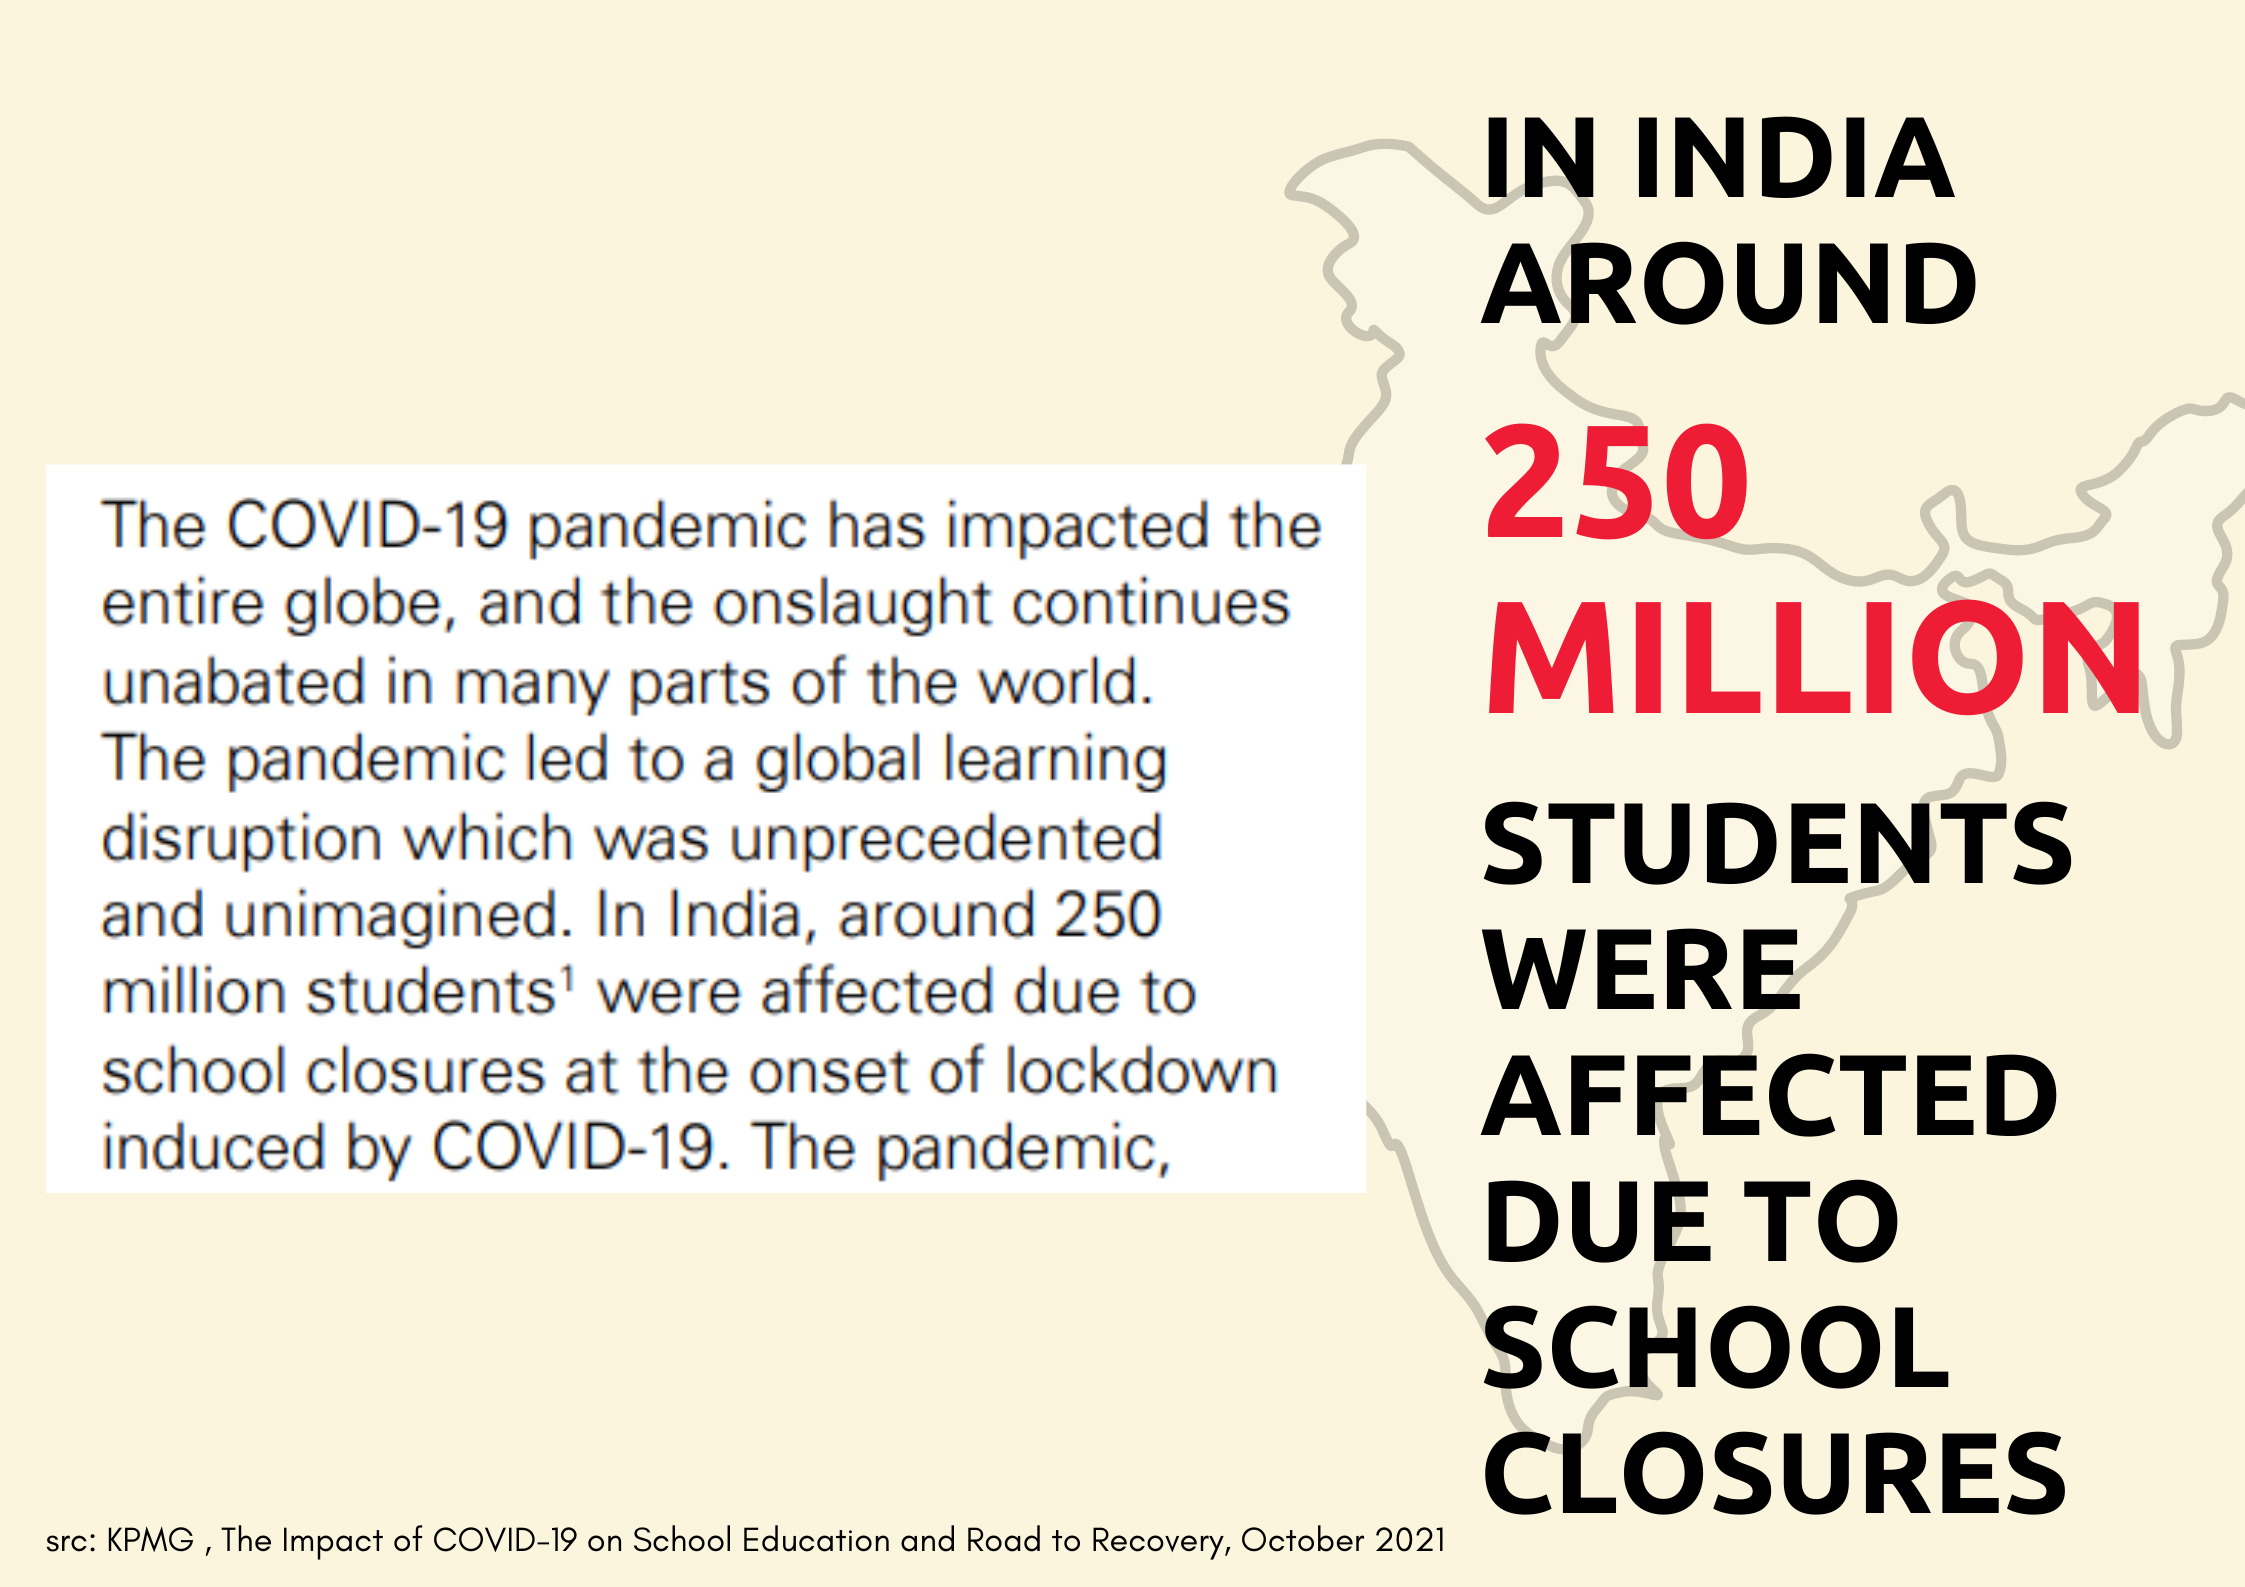 The COVID-19 pandemic has impacted the
entire globe, and the onslaught continues
unabated in many parts of the world.
The pandemic led to a global learning
disruption which was unprecedented
and unimagined. In India, around 250
million students¹ were affected due to
school closures at the onset of lockdown
induced by COVID-19. The pandemic,
IN INDIA
AROUND
250
MILLION
STUDENTS
WERE
AFFECTED
DUE TO
SCHOOL
CLOSURES
src: KPMG , The Impact of COVID-19 on School Education and Road to Recovery, October 2021